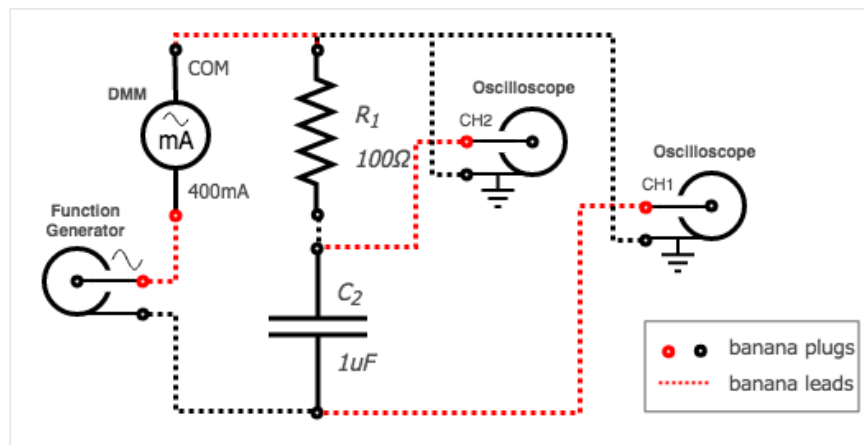 COM
DMM
mA
400mA
Function
Generator
R1
100Ω
C2
1uF
Oscilloscope
CH2
Oscilloscope
CH1
banana plugs
banana leads